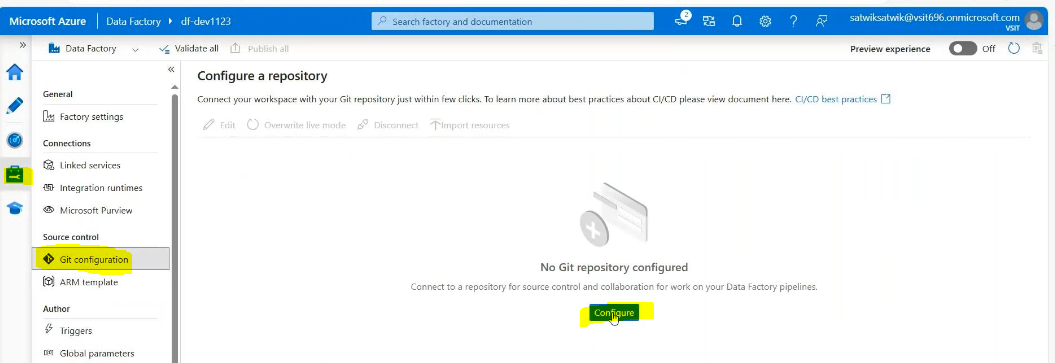 Microsoft Azure Data Factory df-dev1123 Search factory and documentation 2 satwiksatwik@vsit696.onmicrosoft.com
VSIT
Data Factory Validate all Publish all Preview experience Off
General
Factory settings
Connections
Linked services
Integration runtimes
Microsoft Purview
Source control
Git configuration
ARM template
Author
Triggers
Global parameters
Configure a repository
Connect your workspace with your Git repository just within few clicks. To learn more about best practices about CI/CD please view document here. CI/CD best practices
Edit Overwrite live mode Disconnect Import resources
No Git repository configured
Connect to a repository for source control and collaboration for work on your Data Factory pipelines.
Configure